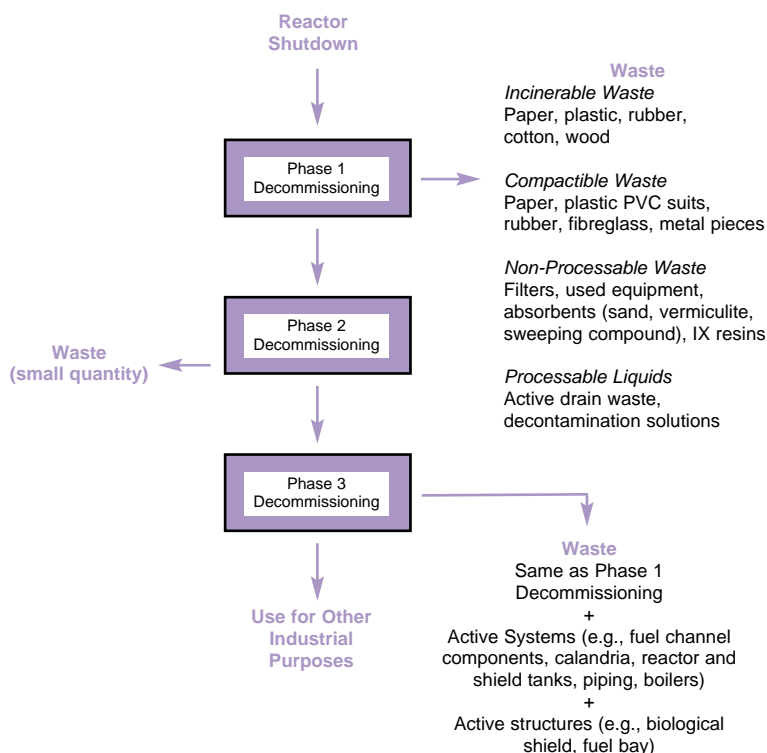 Reactor
Shutdown
Phase 1
Decommissioning
Waste
Incinerable Waste
Paper, plastic, rubber,
cotton, wood
Compactible Waste
Paper, plastic PVC suits,
rubber, fibreglass, metal pieces
Non-Processable Waste
Filters, used equipment,
absorbents (sand, vermiculite,
sweeping compound), IX resins
Processable Liquids
Active drain waste,
decontamination solutions
Phase 2
Decommissioning
Waste
(small quantity)
Phase 3
Decommissioning
Use for Other
Industrial
Purposes
Waste
Same as Phase 1
Decommissioning
+
Active Systems (e.g., fuel channel
components, calandria, reactor and
shield tanks, piping, boilers)
+
Active structures (e.g., biological
shield, fuel bay)